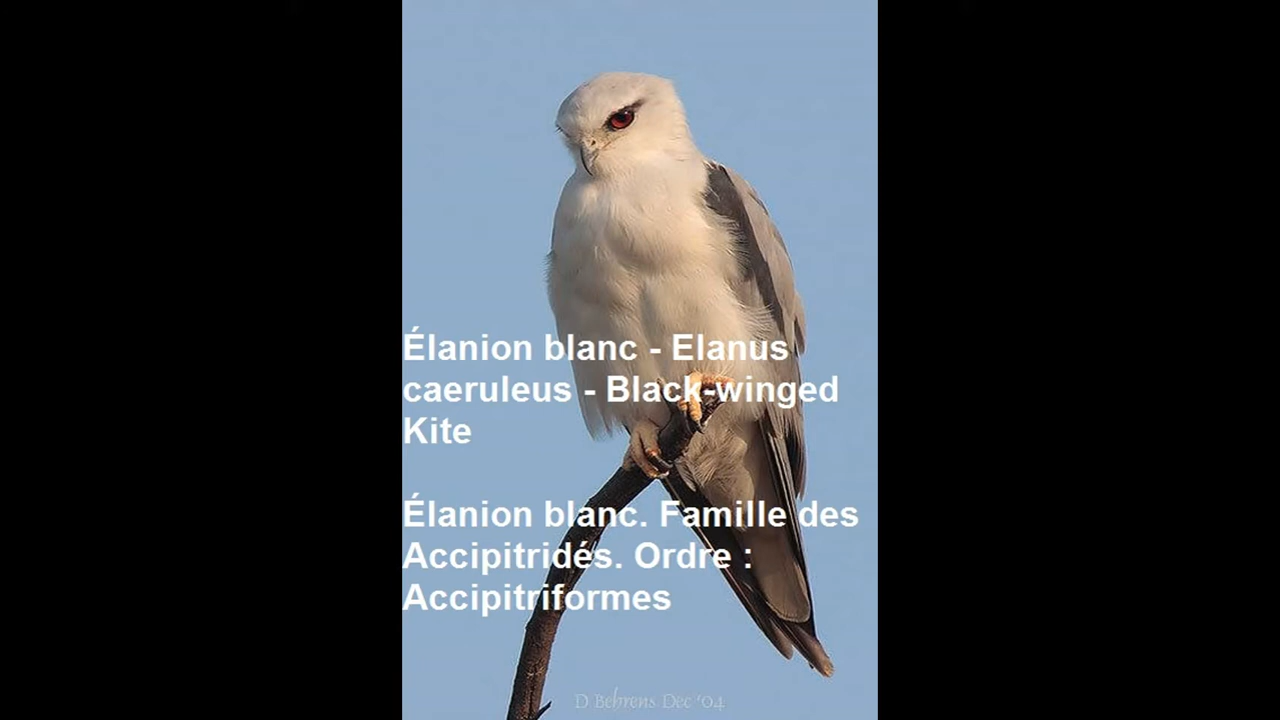 Élanion blanc - Elanus
caeruleus - Black-winged
Kite
Élanion blanc. Famille des
Accipitridés. Ordre :
Accipitriformes
D Behrens Dec '04